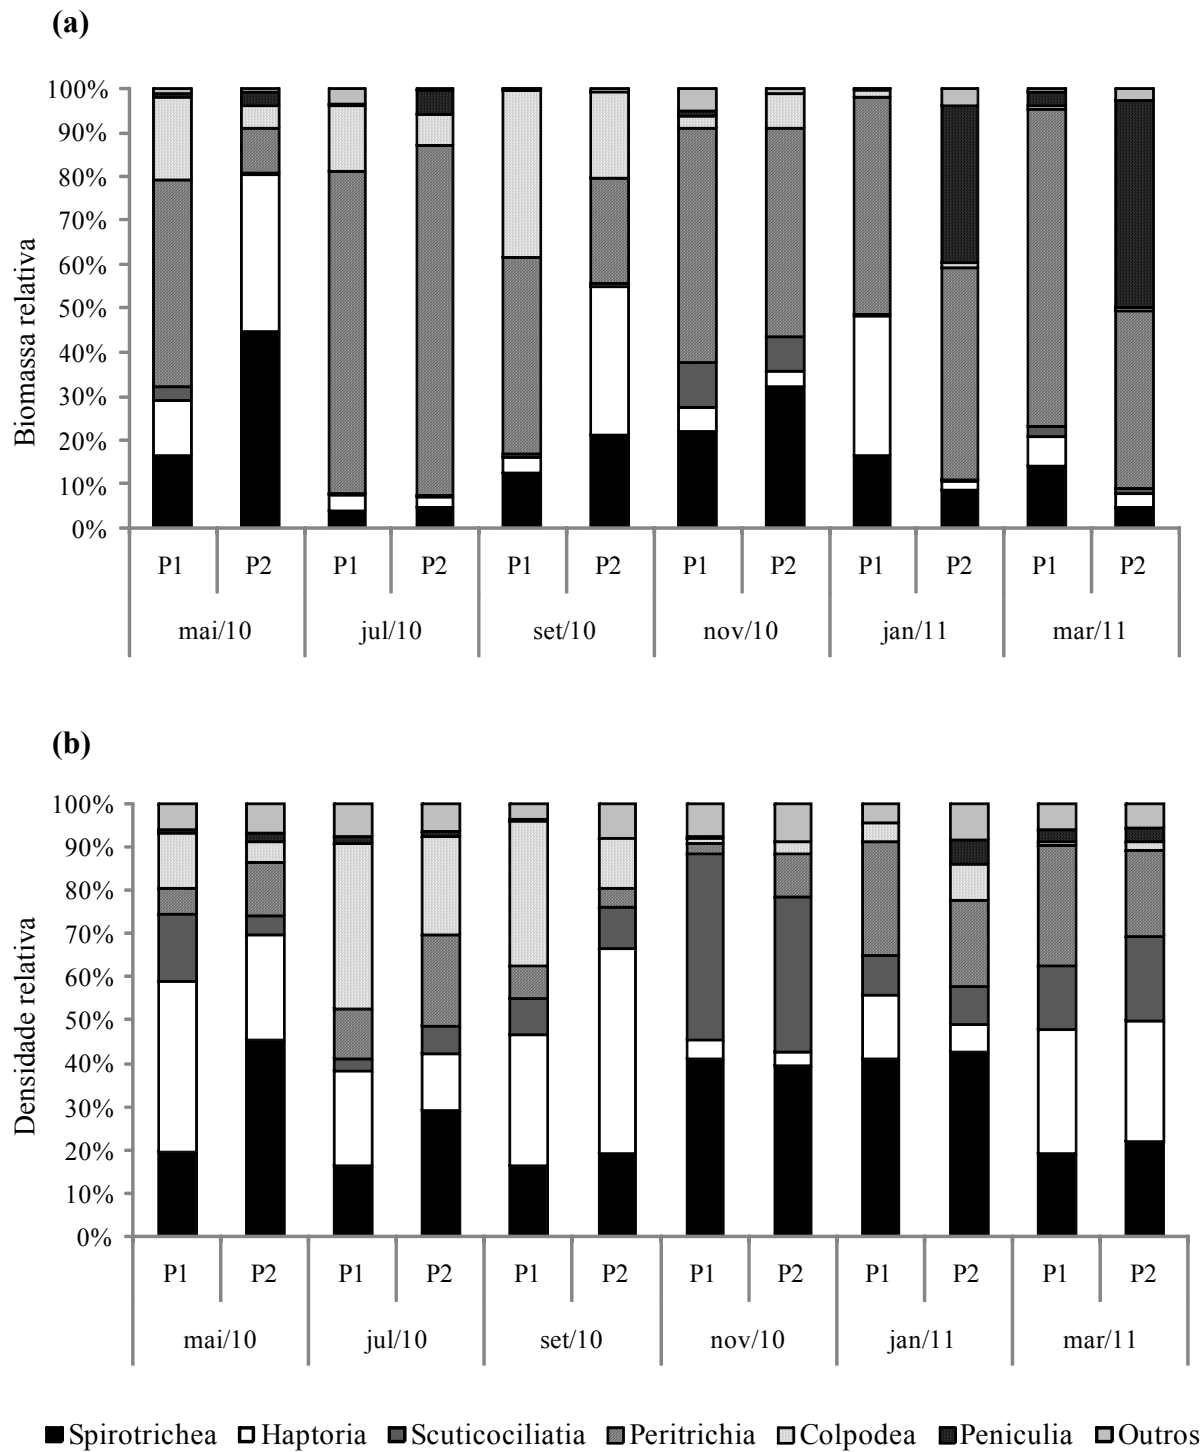 (a)
100%
90%
80%
70%
60%
50%
40%
30%
20%
10%
0%
Biomassa relativa
P1 P2 P1 P2 P1 P2 P1 P2 P1 P2 P1 P2
mai/10 jul/10 set/10 nov/10 jan/11 mar/11
(b)
100%
90%
80%
70%
60%
50%
40%
30%
20%
10%
0%
Densidade relativa
P1 P2 P1 P2 P1 P2 P1 P2 P1 P2 P1 P2
mai/10 jul/10 set/10 nov/10 jan/11 mar/11
Spirotrichea Haptoria Scuticociliatia Peritrichia Colpodea Peniculia Outros